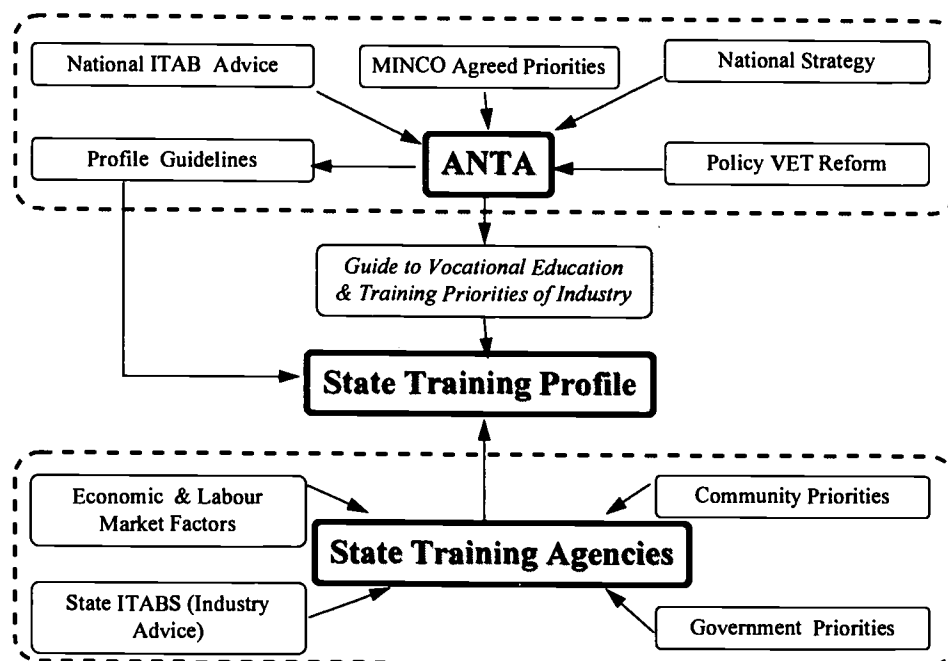 National ITAB Advice
MINCO Agreed Priorities
National Strategy
Profile Guidelines
ANTA
Policy VET Reform
Guide to Vocational Education
& Training Priorities of Industry
State Training Profile
Economic & Labour
Market Factors
Community Priorities
State Training Agencies
State ITABS (Industry
Advice)
Government Priorities